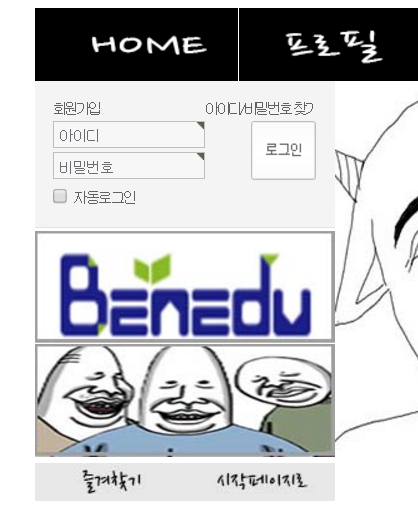 HOME 프로필
회원가입 아이디/비밀번호 찾기
아이디
비밀번호
로그인
자동로그인
Benedu
즐겨찾기 시작페이지로